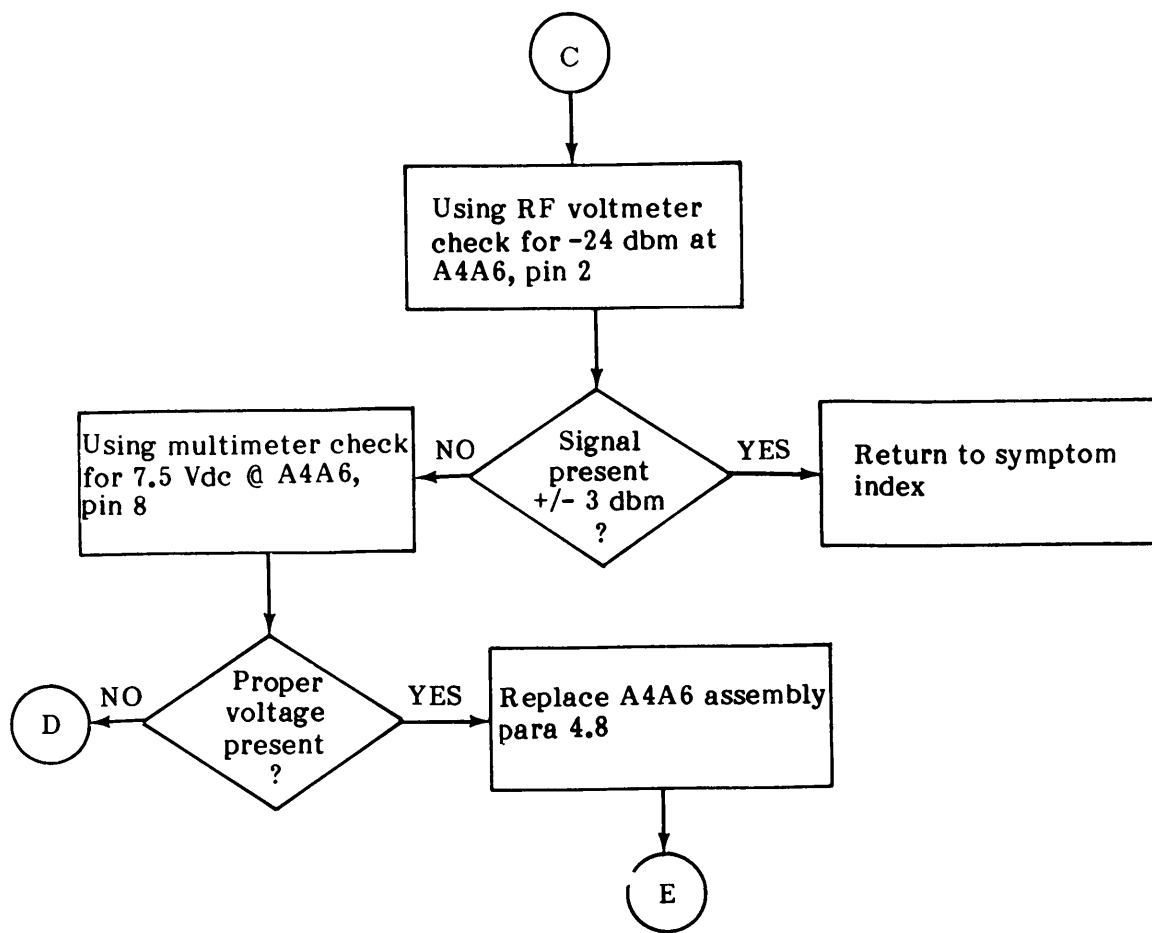 C
Using RF voltmeter
check for -24 dbm at
A4A6, pin 2
Signal
present
+/- 3 dbm
?
NO
YES
Using multimeter check
for 7.5 Vdc @ A4A6,
pin 8
Return to symptom
index
Proper
voltage
present
?
NO
YES
D
Replace A4A6 assembly
para 4.8
E